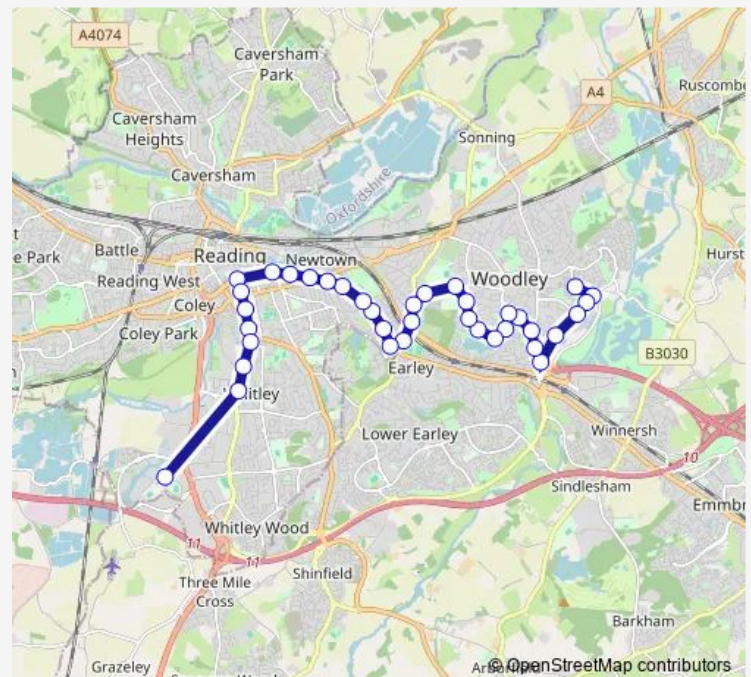 A4074
Caversham
Park
Ruscombe
A4
Caversham
Heights
Sonning
Caversham
Oxfordshire
Battle
Reading
Newtown
e Park
Reading West
Woodley
Hurst
Coley
Coley Park
B3030
Earley
Whitley
Lower Earley
Winnersh
10
Sindlesham
Whitley Wood
11
11
Shinfield
Three Mile
Cross
Barkham
Grazeley
© OpenStreetMap contributors